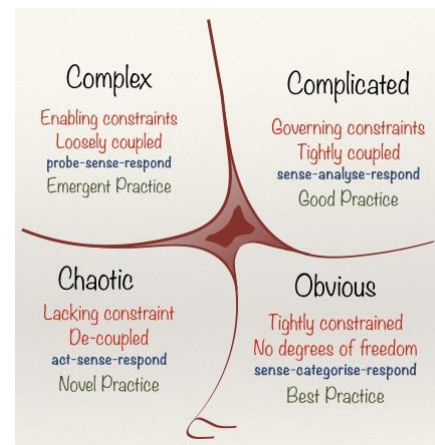 Complex
Enabling constraints
Loosely coupled
probe-sense-respond
Emergent Practice
Complicated
Governing constraints
Tightly coupled
sense-analyse-respond
Good Practice
Chaotic
Lacking constraint
De-coupled
act-sense-respond
Novel Practice
Obvious
Tightly constrained
No degrees of freedom
sense-categorise-respond
Best Practice